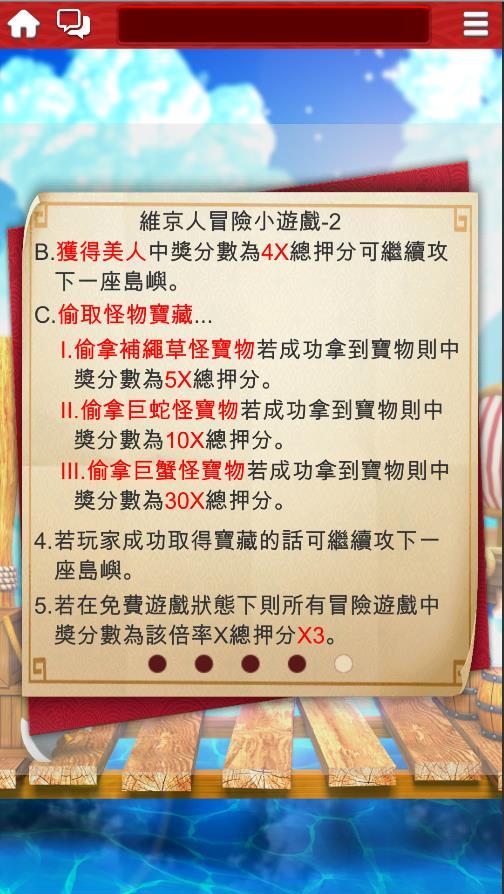 維京人冒險小遊戲-2
B.獲得美人中獎分數為4X總押分可繼續攻
下一座島嶼。
C.偷取怪物寶藏...
I.偷拿補繩草怪寶物若成功拿到寶物則中
獎分數為5X總押分。
II.偷拿巨蛇怪寶物若成功拿到寶物則中
獎分數為10X總押分。
III.偷拿巨蟹怪寶物若成功拿到寶物則中
獎分數為30X總押分。
4.若玩家成功取得寶藏的話可繼續攻下一
座島嶼。
5.若在免費遊戲狀態下則所有冒險遊戲中
獎分數為該倍率X總押分X3。